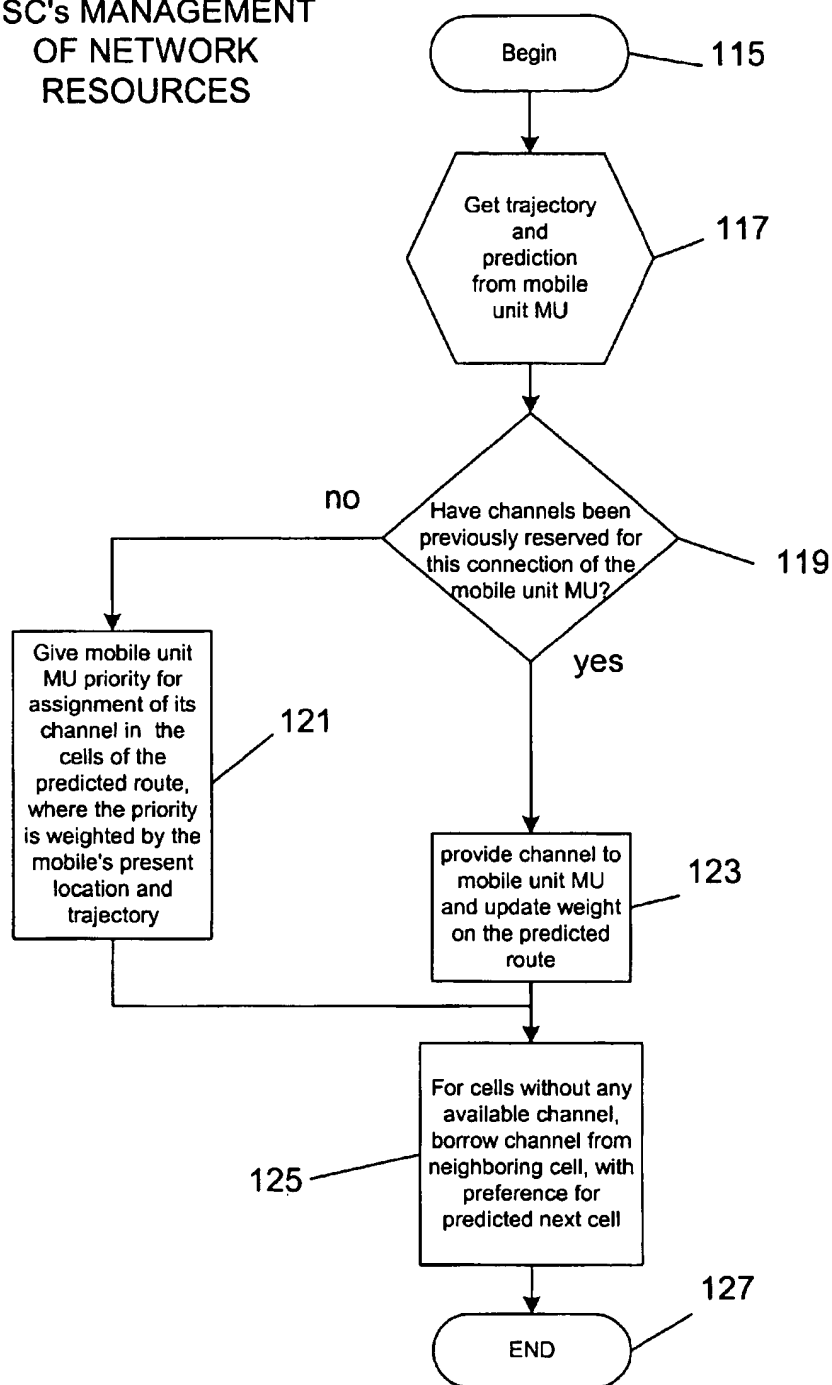 SC's MANAGEMENT
OF NETWORK
RESOURCES
Begin
115
Get trajectory
and
prediction
from mobile
unit MU
117
no
Have channels been
previously reserved for
this connection of the
mobile unit MU?
119
yes
Give mobile unit
MU priority for
assignment of its
channel in the
cells of the
predicted route,
where the priority
is weighted by the
mobile's present
location and
trajectory
121
provide channel to
mobile unit MU
and update weight
on the predicted
route
123
For cells without any
available channel,
borrow channel from
neighboring cell, with
preference for
predicted next cell
125
127
END